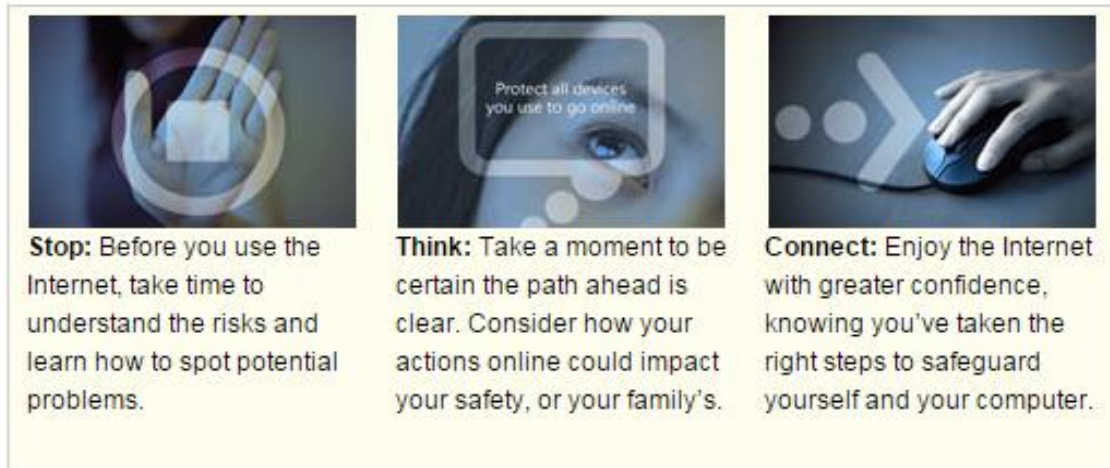 Protect all devices
you use to go online
Stop: Before you use the
Internet, take time to
understand the risks and
learn how to spot potential
problems.
Think: Take a moment to be
certain the path ahead is
clear. Consider how your
actions online could impact
your safety, or your family's.
Connect: Enjoy the Internet
with greater confidence,
knowing you've taken the
right steps to safeguard
yourself and your computer.